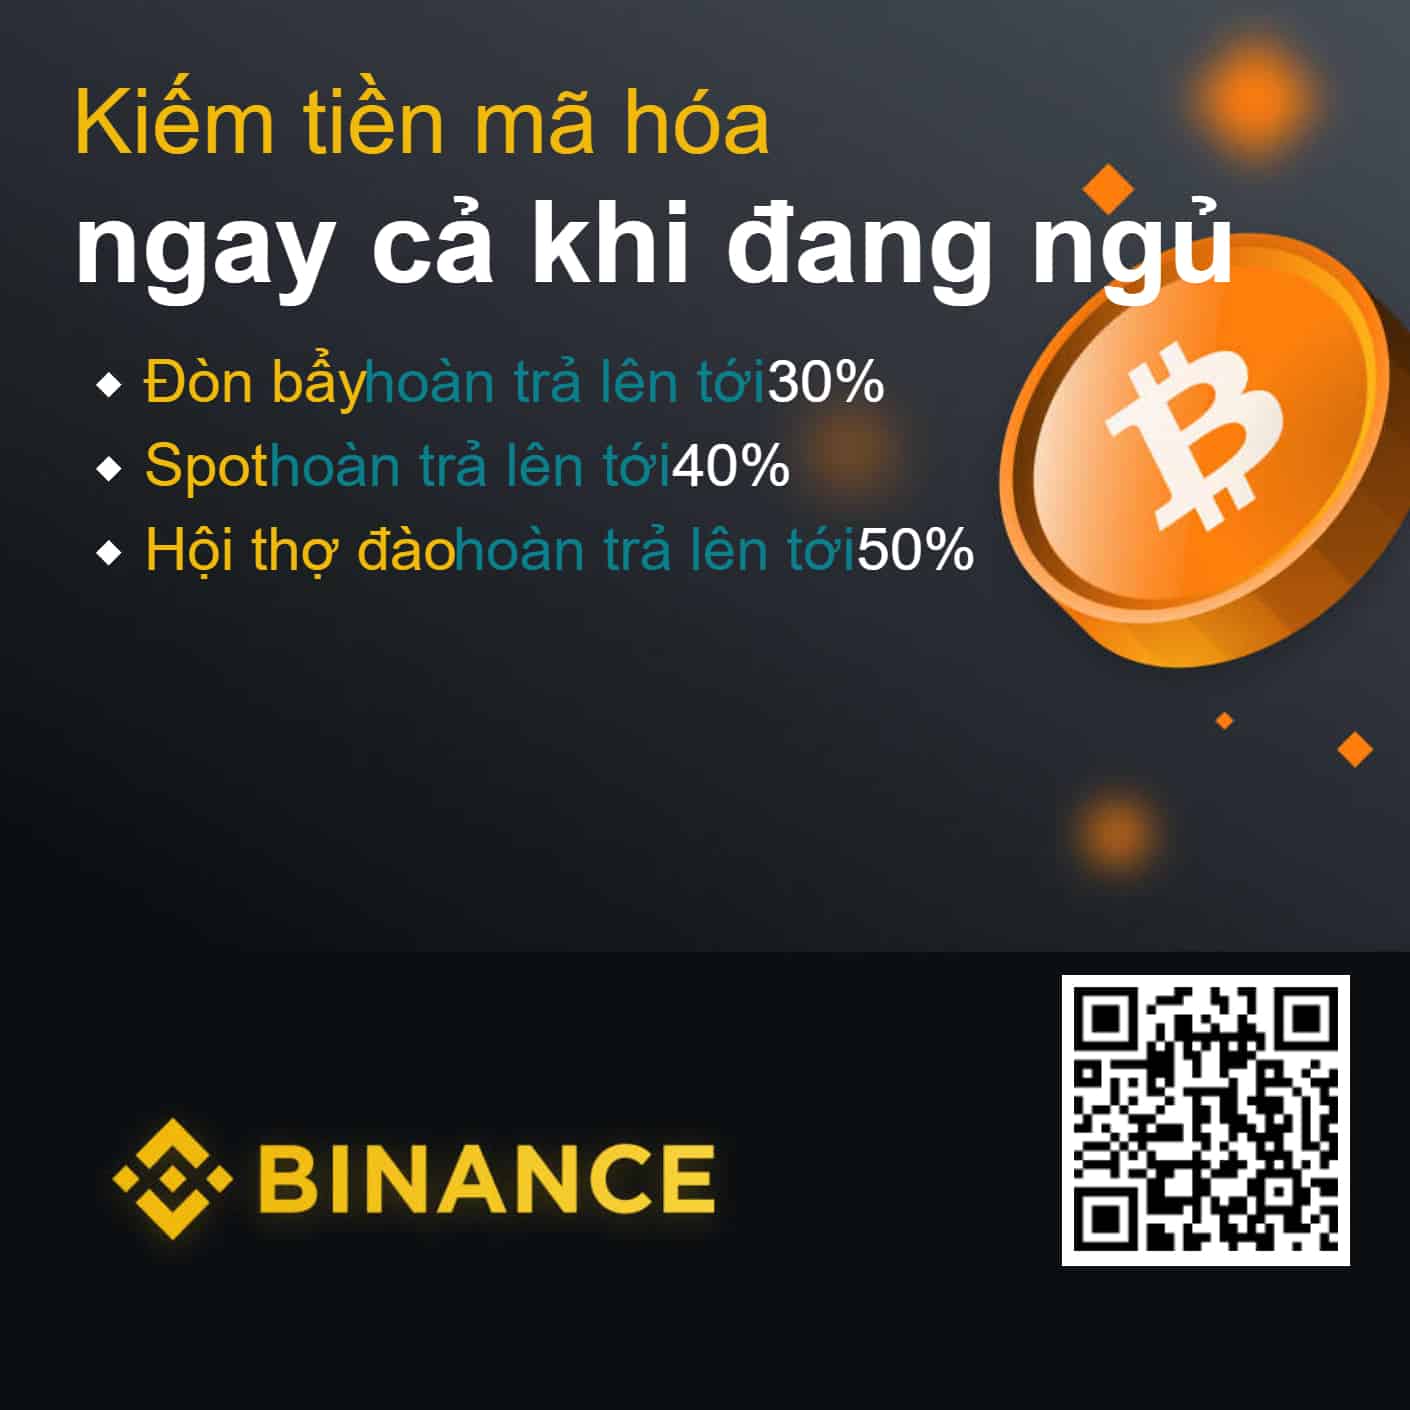 Kiếm tiền mã hóa
ngay cả khi đang ngủ
Đòn bẩyhoàn trả lên tới30%
Spothoàn trả lên tới40%
Hội thợ đàohoàn trả lên tới50%
BINANCE